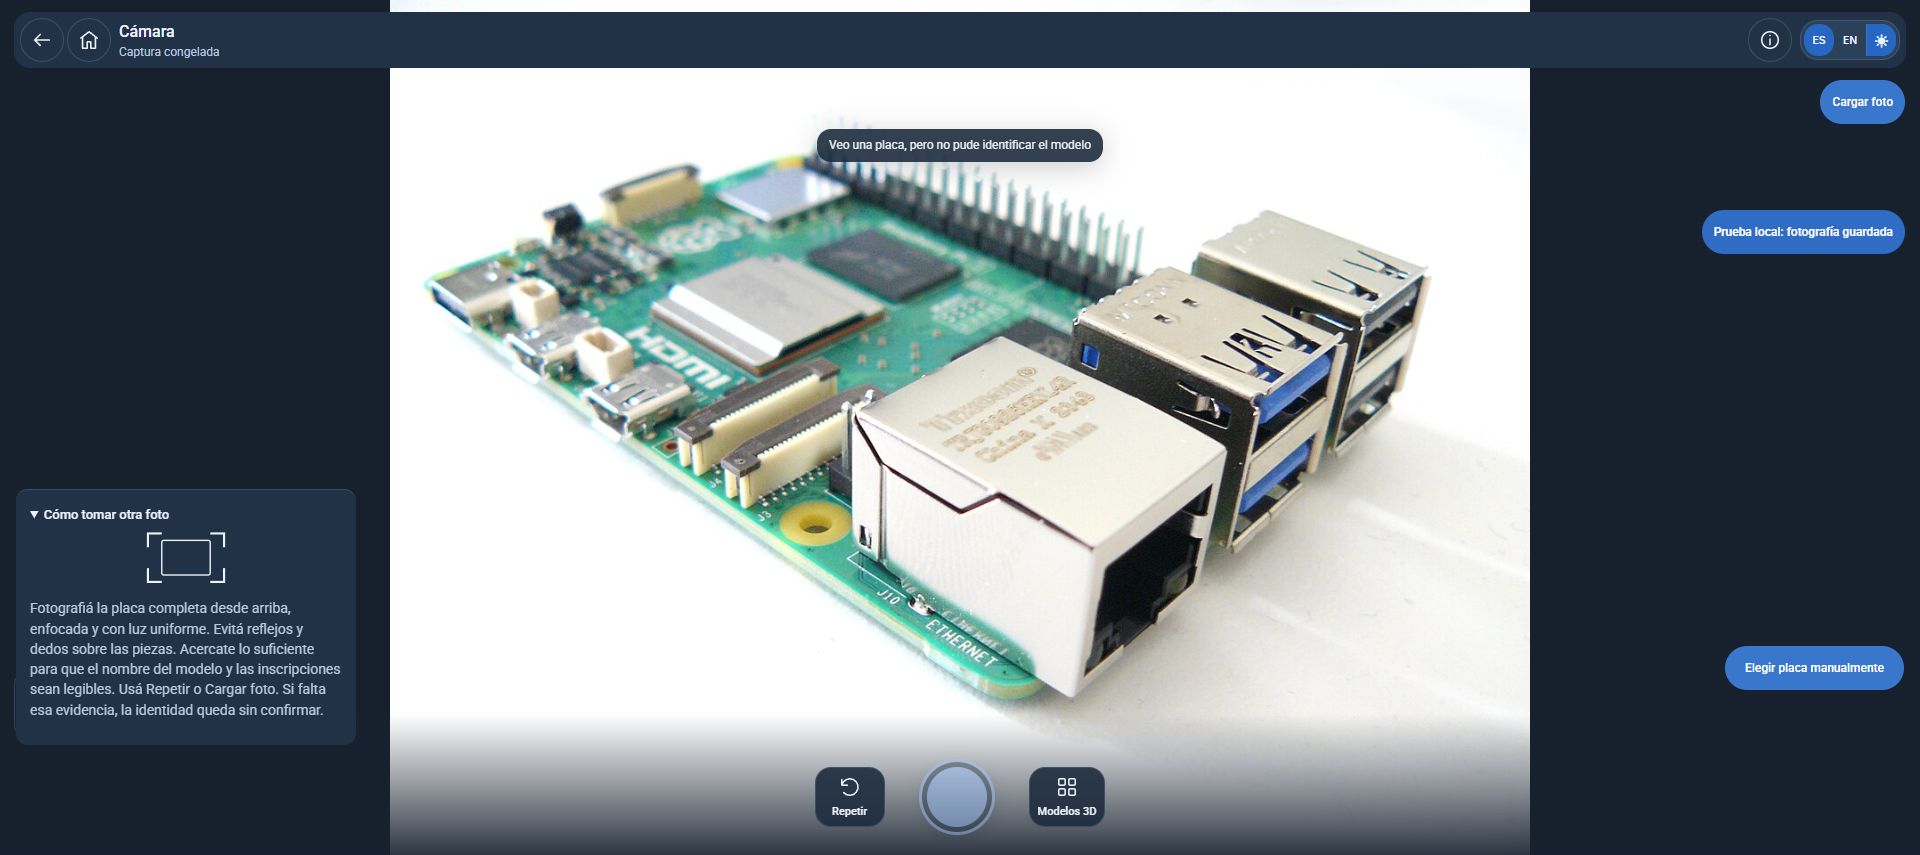 Cámara
Captura congelada
ES EN
Cargar foto
Veo una placa, pero no pude identificar el modelo
Prueba local: fotografía guardada
HDMI
China X
J4
J3
J10
ETHERNET
▼ Cómo tomar otra foto
Fotografiá la placa completa desde arriba,
enfocada y con luz uniforme. Evitá reflejos y
dedos sobre las piezas. Acercate lo suficiente
para que el nombre del modelo y las inscripciones
sean legibles. Usá Repetir o Cargar foto. Si falta
esa evidencia, la identidad queda sin confirmar.
Elegir placa manualmente
Repetir
Modelos 3D